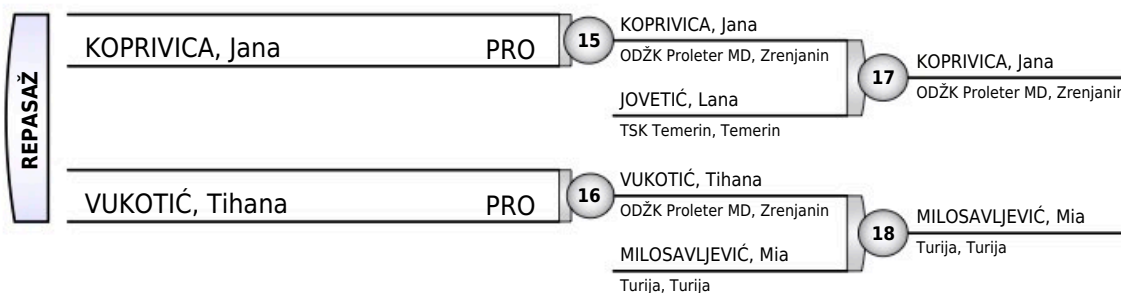 REPASAŽ
KOPRIVICA, Jana PRO
15
KOPRIVICA, Jana
ODŽK Proleter MD, Zrenjanin
JOVETIĆ, Lana
TSK Temerin, Temerin
17
KOPRIVICA, Jana
ODŽK Proleter MD, Zrenjanin
VUKOTIĆ, Tihana PRO
16
VUKOTIĆ, Tihana
ODŽK Proleter MD, Zrenjanin
MILOSAVLJEVIĆ, Mia
Turija, Turija
18
MILOSAVLJEVIĆ, Mia
Turija, Turija